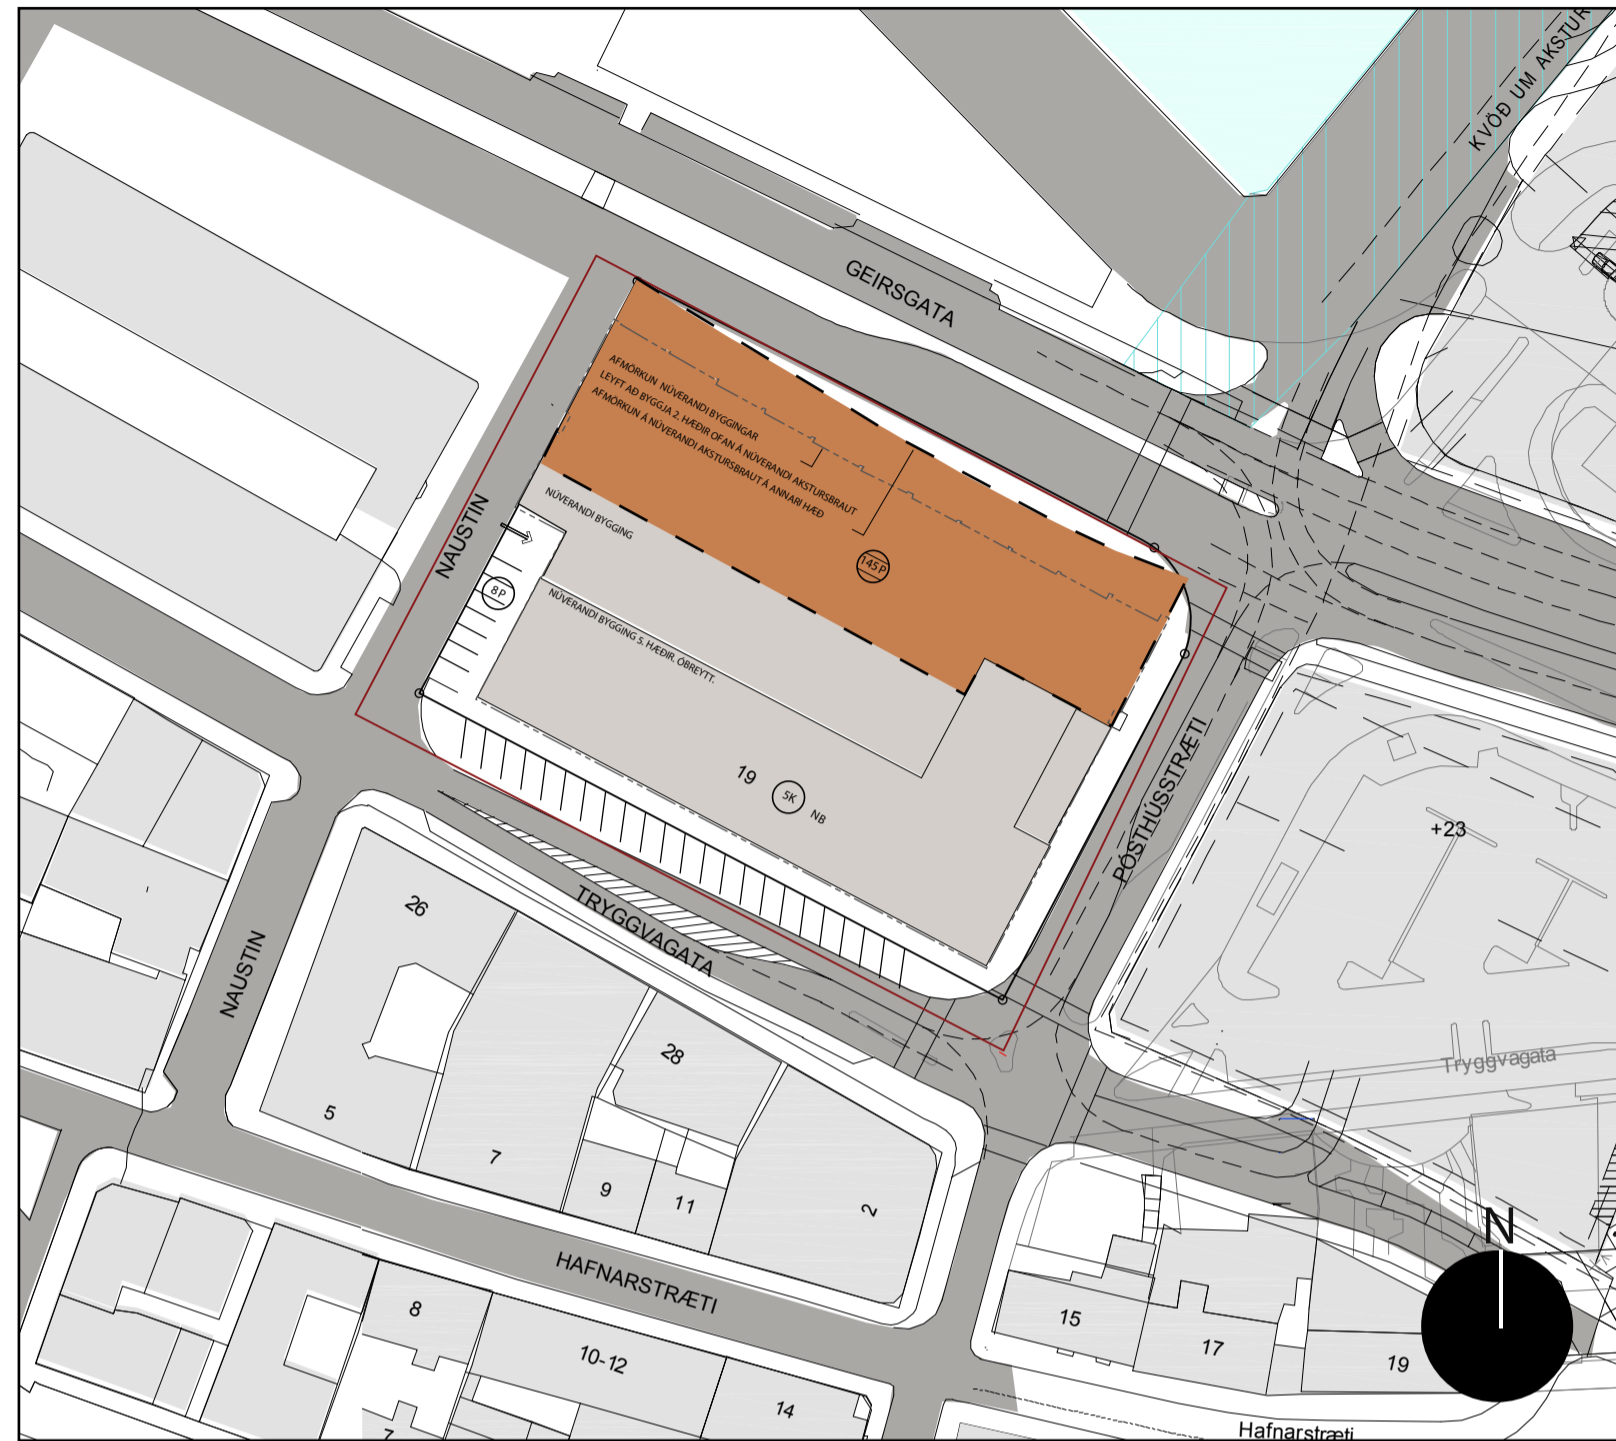 KVÖÐ UM AKSTUR
GEIRSGATA
AFMÖRKUN NÚVERANDI BYGGINGAR
LEYFT AÐ BYGGJA 2. HÆÐIR OFAN Á NÚVERANDI AKSTURSBRAUT
AFMÖRKUN Á NÚVERANDI AKSTURSBRAUT Á ANNARI HÆÐ
NÚVERANDI BYGGING
145P
NAUSTIN
8P
NÚVERANDI BYGGING 5. HÆÐIR. ÓBREYTT.
19
5K
NB
PÓSTHÚSSTRÆTI
+23
26
TRYGGVAGATA
NAUSTIN
28
Tryggvagata
5
7
9
11
2
N
HAFNARSTRÆTI
8
10-12
14
7
15
17
19
Hafnarstræti